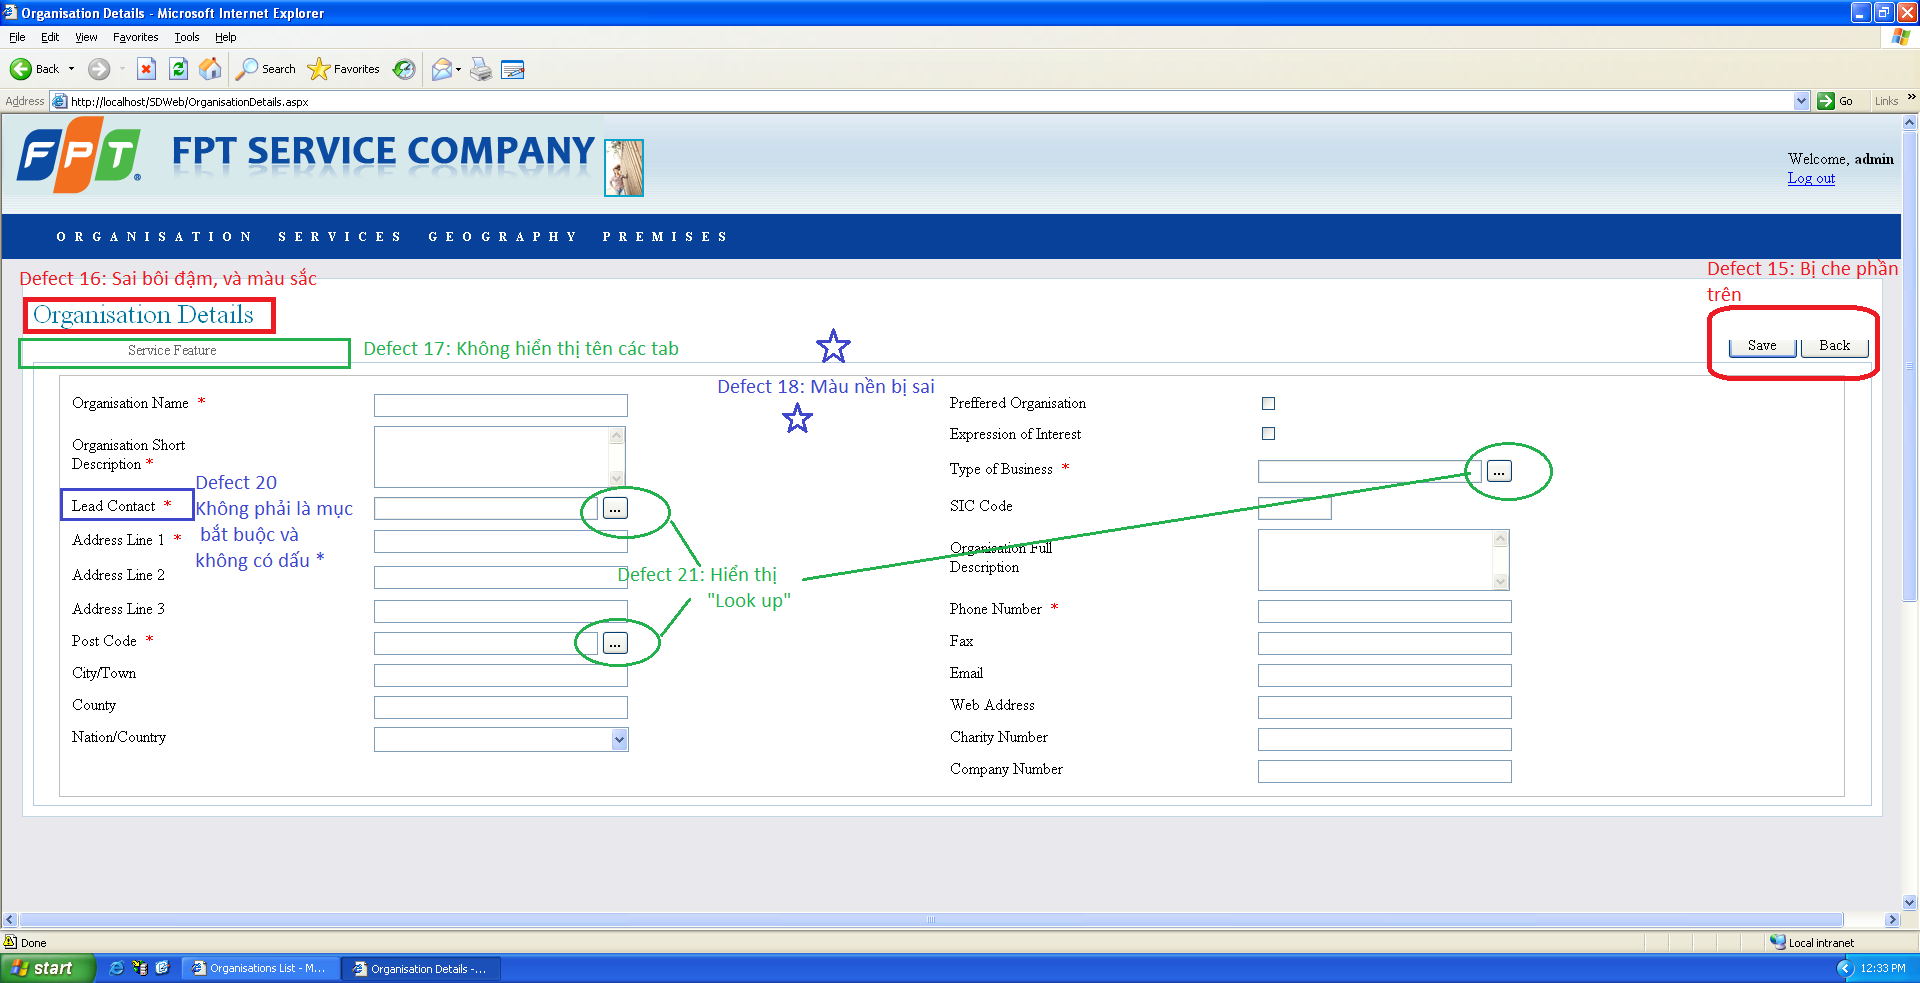 Organisation Details - Microsoft Internet Explorer
File Edit View Favorites Tools Help
Back Search Favorites
Address http://localhost/SDWeb/OrganisationDetails.aspx Go Links »
FPT® FPT SERVICE COMPANY
Welcome, admin
Log out
ORGANISATION SERVICES GEOGRAPHY PREMISES
Defect 16: Sai bôi đậm, và màu sắc
Defect 15: Bị che phần
trên
Organisation Details
Service Feature
Defect 17: Không hiển thị tên các tab
Save Back
Defect 18: Màu nền bị sai
Organisation Name *
Organisation Short
Description *
Lead Contact * ...
Defect 20
Không phải là mục
bắt buộc và
không có dấu *
Address Line 1 *
Address Line 2
Address Line 3
Defect 21: Hiển thị
"Look up"
Post Code * ...
City/Town
County
Nation/Country
Preffered Organisation
Expression of Interest
Type of Business * ...
SIC Code
Organisation Full
Description
Phone Number *
Fax
Email
Web Address
Charity Number
Company Number
Done Local intranet
start Organisations List - M... Organisation Details -... 12:33 PM